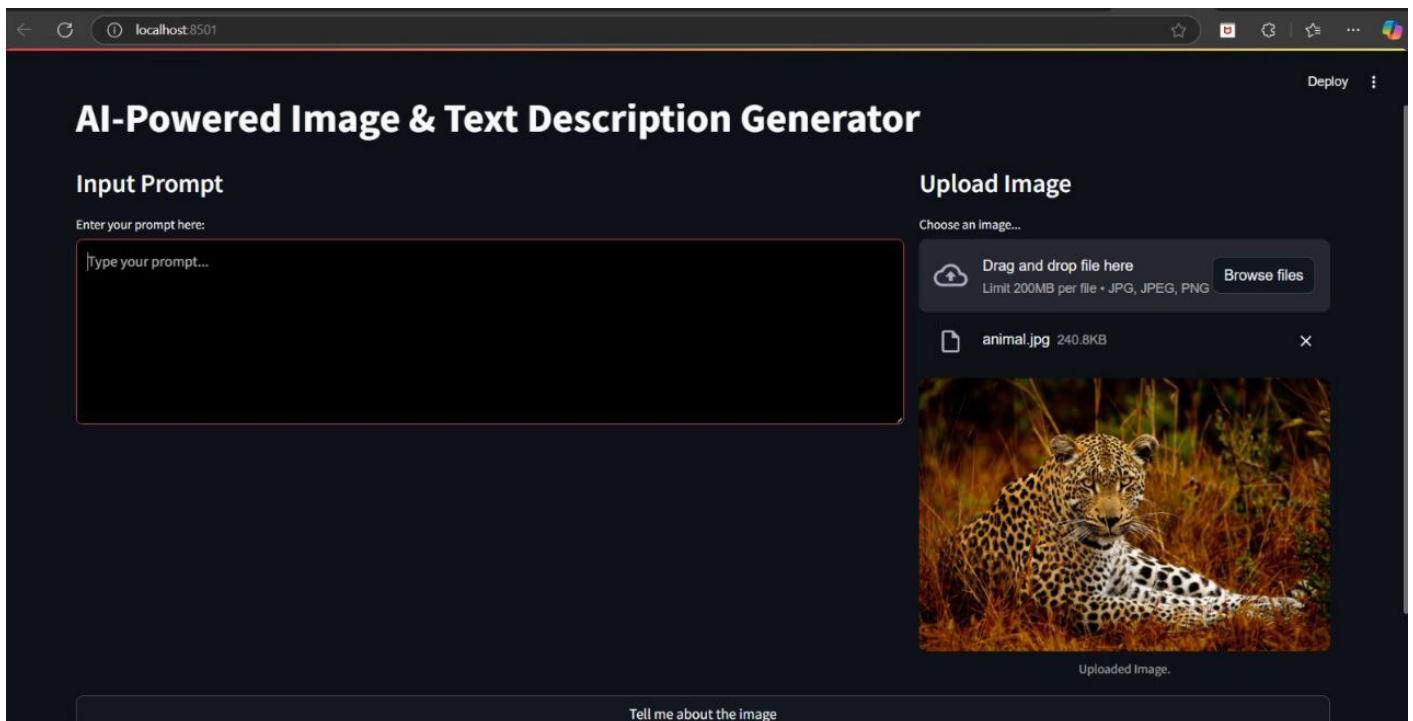 localhost:8501
Deploy
AI-Powered Image & Text Description Generator
Input Prompt
Enter your prompt here:
Type your prompt...
Upload Image
Choose an image...
Drag and drop file here
Limit 200MB per file • JPG, JPEG, PNG
Browse files
animal.jpg 240.8KB
Uploaded Image.
Tell me about the image